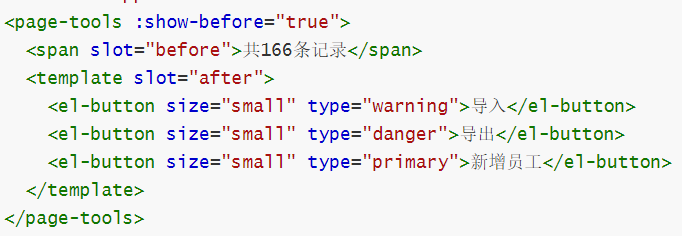 <page-tools :show-before="true">
  <span slot="before">共166条记录</span>
  <template slot="after">
    <el-button size="small" type="warning">导入</el-button>
    <el-button size="small" type="danger">导出</el-button>
    <el-button size="small" type="primary">新增员工</el-button>
  </template>
</page-tools>